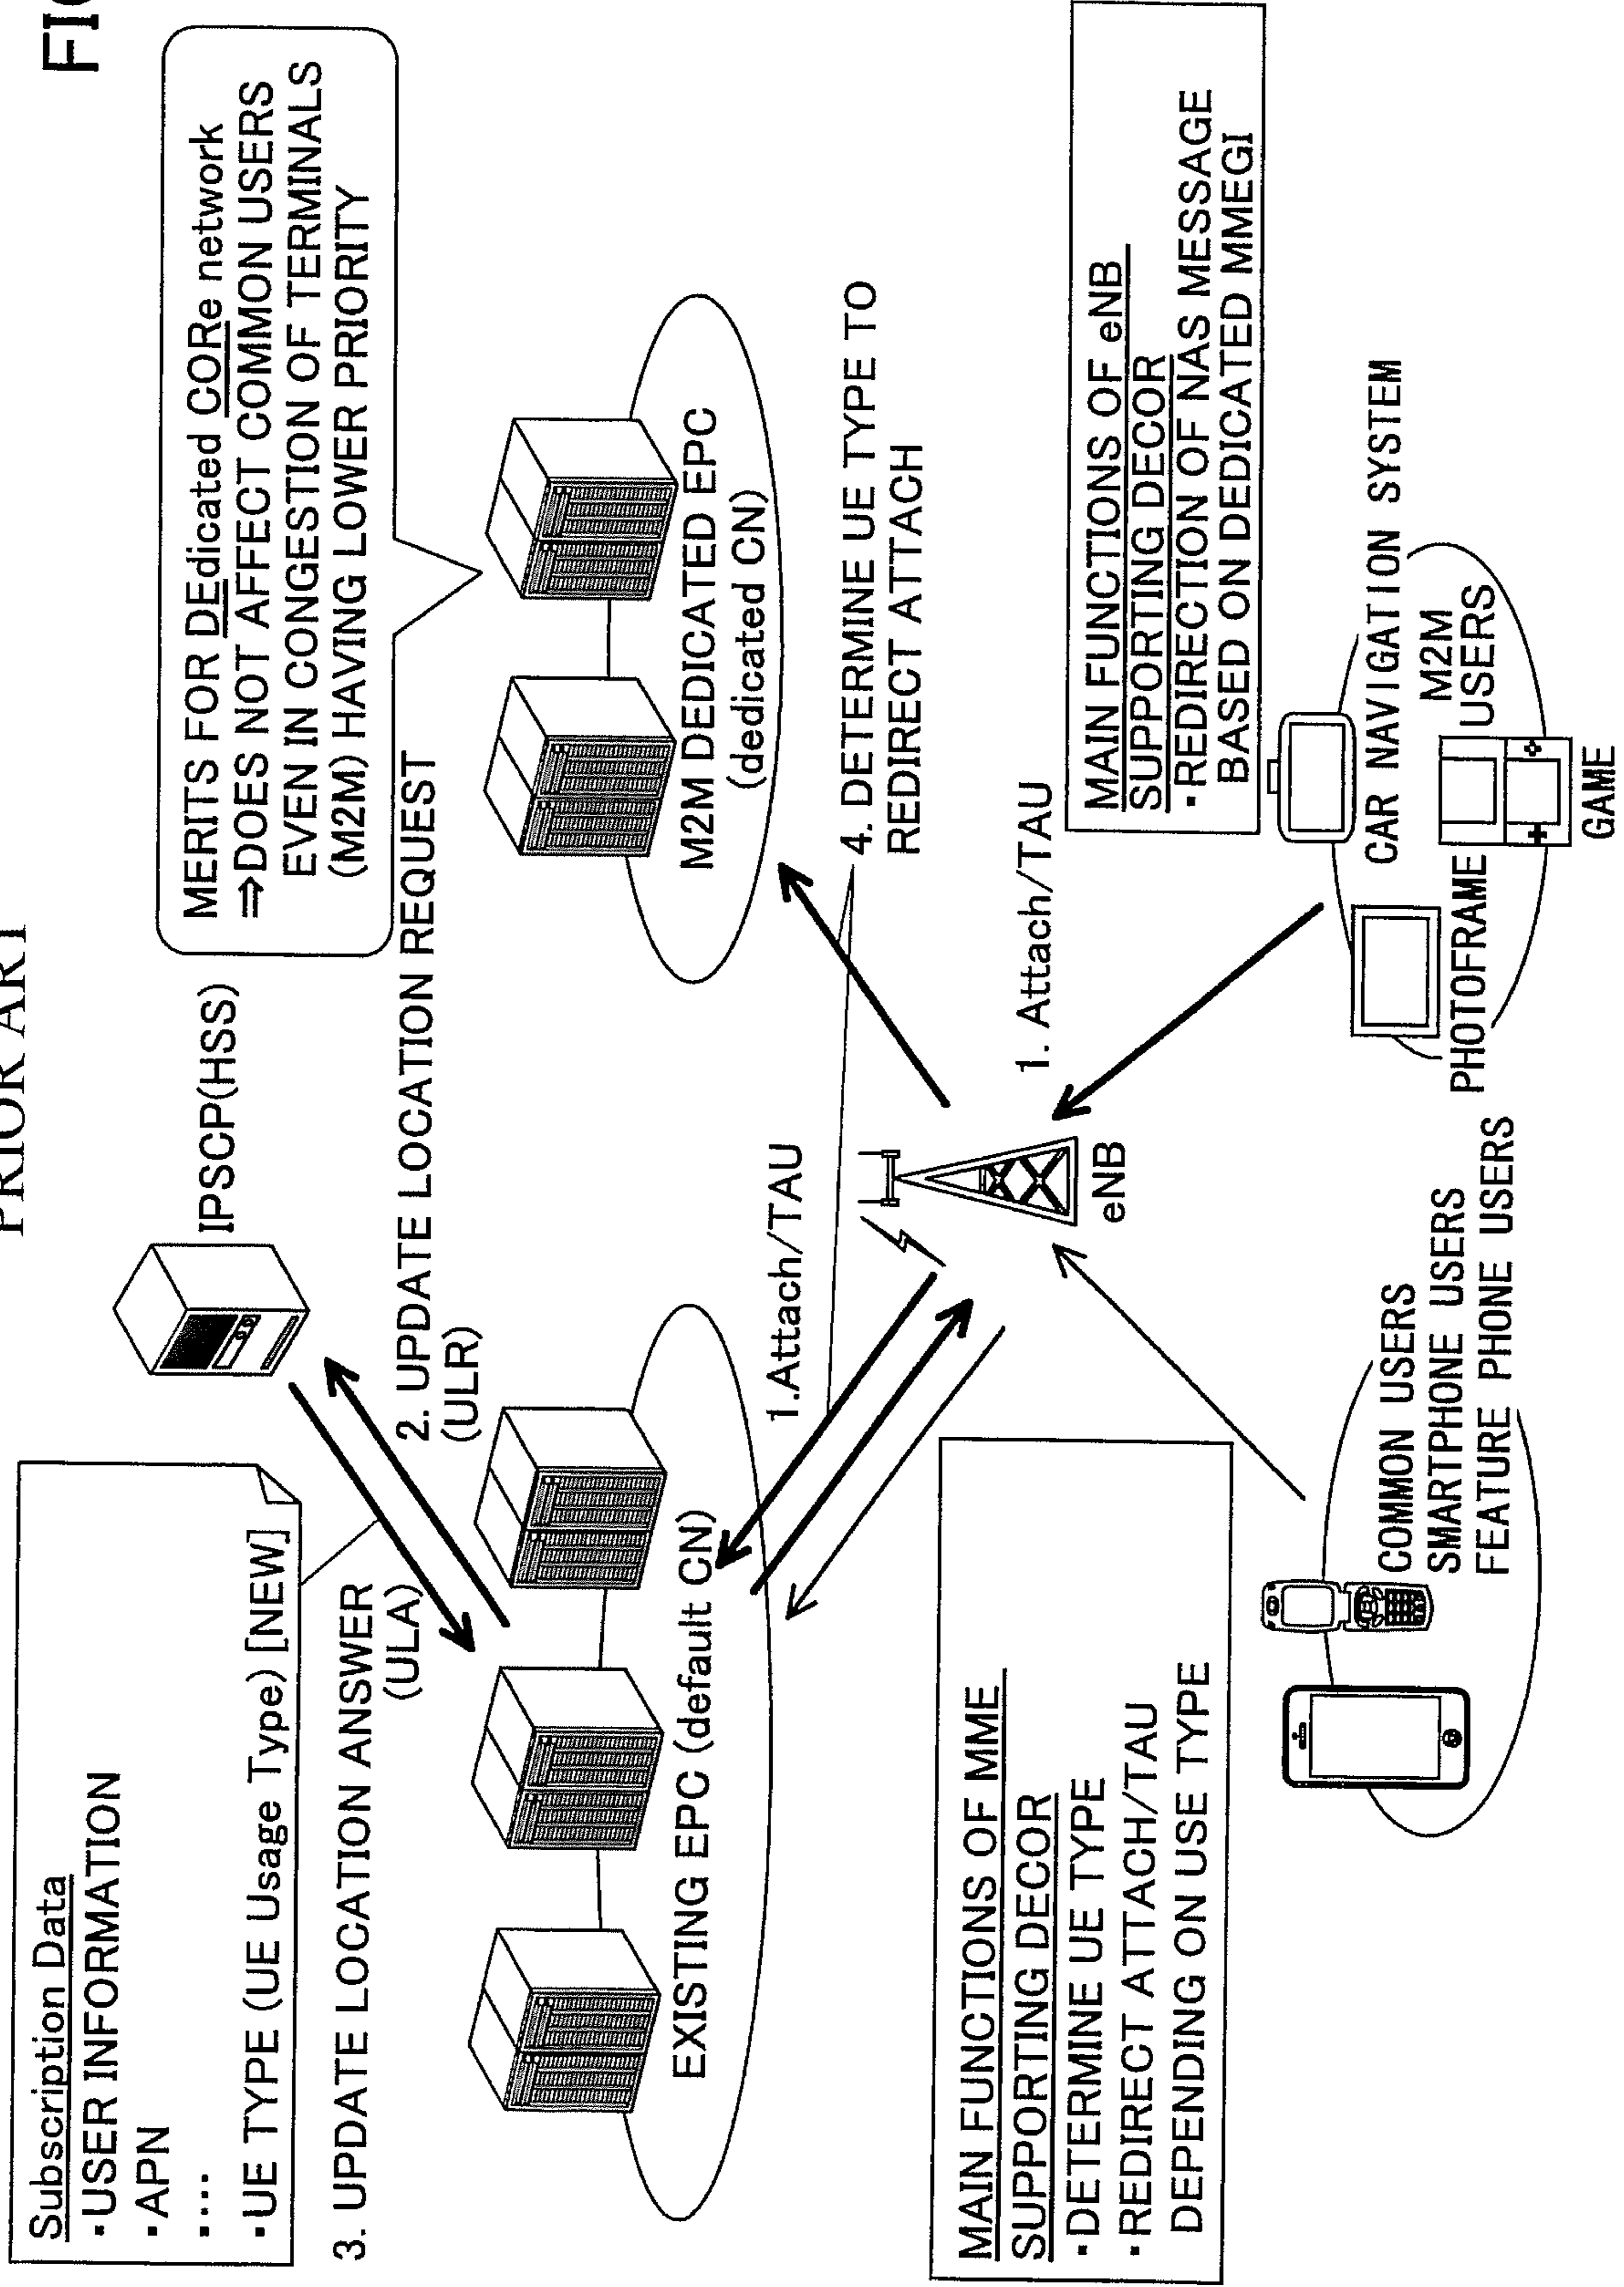 FIG
PRIOR ART
Subscription Data
・USER INFORMATION
・APN
・・・・
・UE TYPE (UE Usage Type) [NEW]
IPSCP(HSS)
MERITS FOR DEdicated CORe network
⇒DOES NOT AFFECT COMMON USERS
EVEN IN CONGESTION OF TERMINALS
(M2M) HAVING LOWER PRIORITY
3. UPDATE LOCATION ANSWER
(ULA)
2. UPDATE LOCATION REQUEST
(ULR)
EXISTING EPC (default CN)
M2M DEDICATED EPC
(dedicated CN)
1.Attach/TAU
4. DETERMINE UE TYPE TO
REDIRECT ATTACH
MAIN FUNCTIONS OF MME
SUPPORTING DECOR
・DETERMINE UE TYPE
・REDIRECT ATTACH/TAU
DEPENDING ON USE TYPE
eNB
1. Attach/TAU
MAIN FUNCTIONS OF eNB
SUPPORTING DECOR
・REDIRECTION OF NAS MESSAGE
BASED ON DEDICATED MMEGI
COMMON USERS
SMARTPHONE USERS
FEATURE PHONE USERS
PHOTOFRAME
CAR NAVIGATION SYSTEM
M2M
USERS
GAME